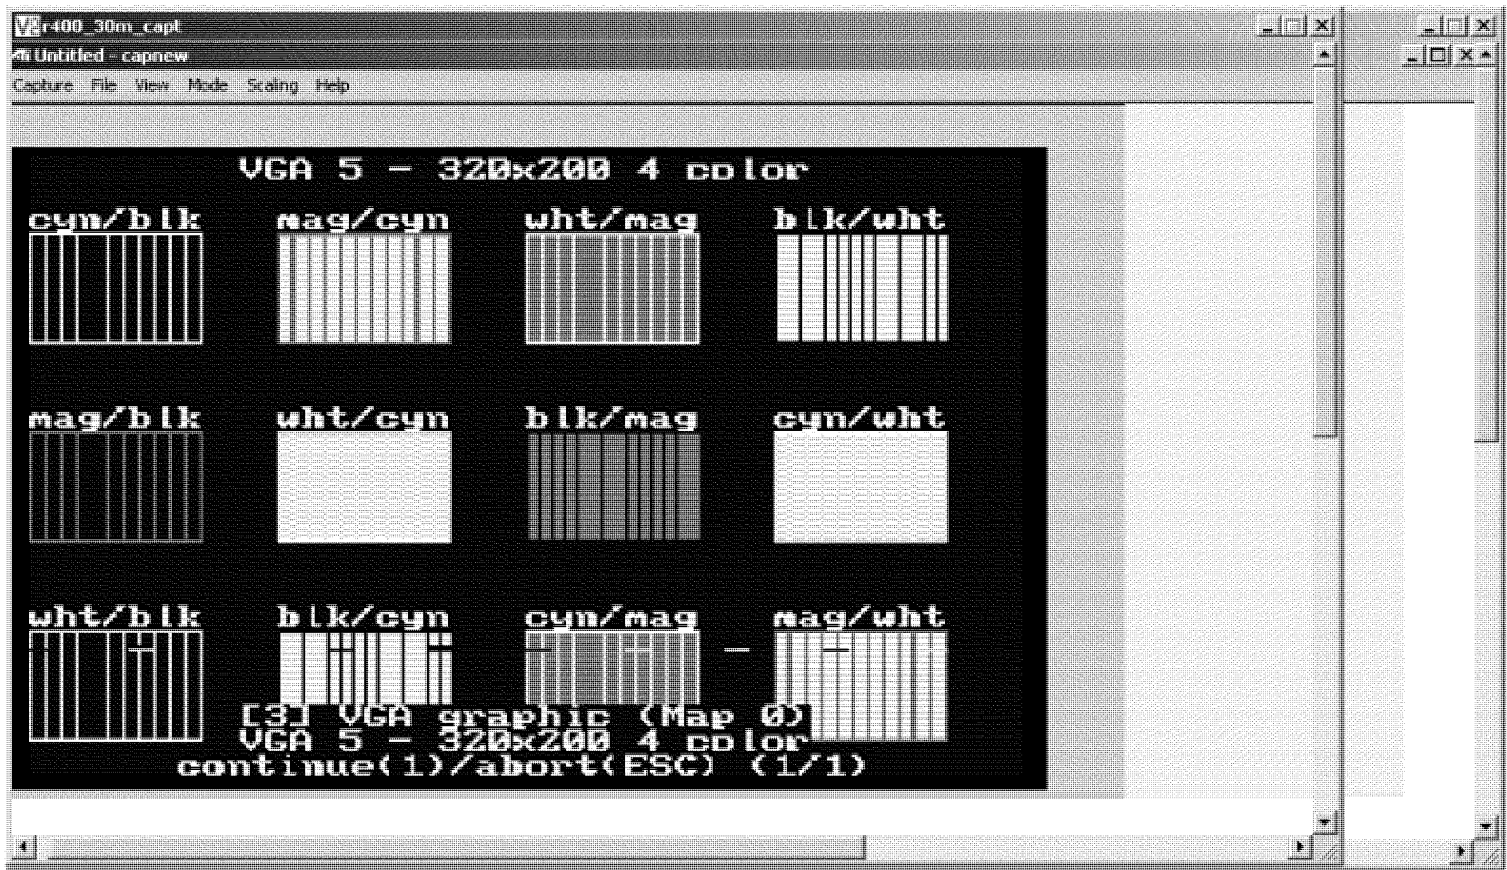 r400_30m_capt
Untitled - capnew
Capture File View Mode Scaling Help
VGA 5 - 320x200 4 color
cyn/blk mag/cyn wht/mag blk/wht
mag/blk wht/cyn blk/mag cyn/wht
wht/blk blk/cyn cyn/mag mag/wht
[3] VGA graphic (Map 0)
VGA 5 - 320x200 4 color
continue(1)/abort(ESC) (1/1)